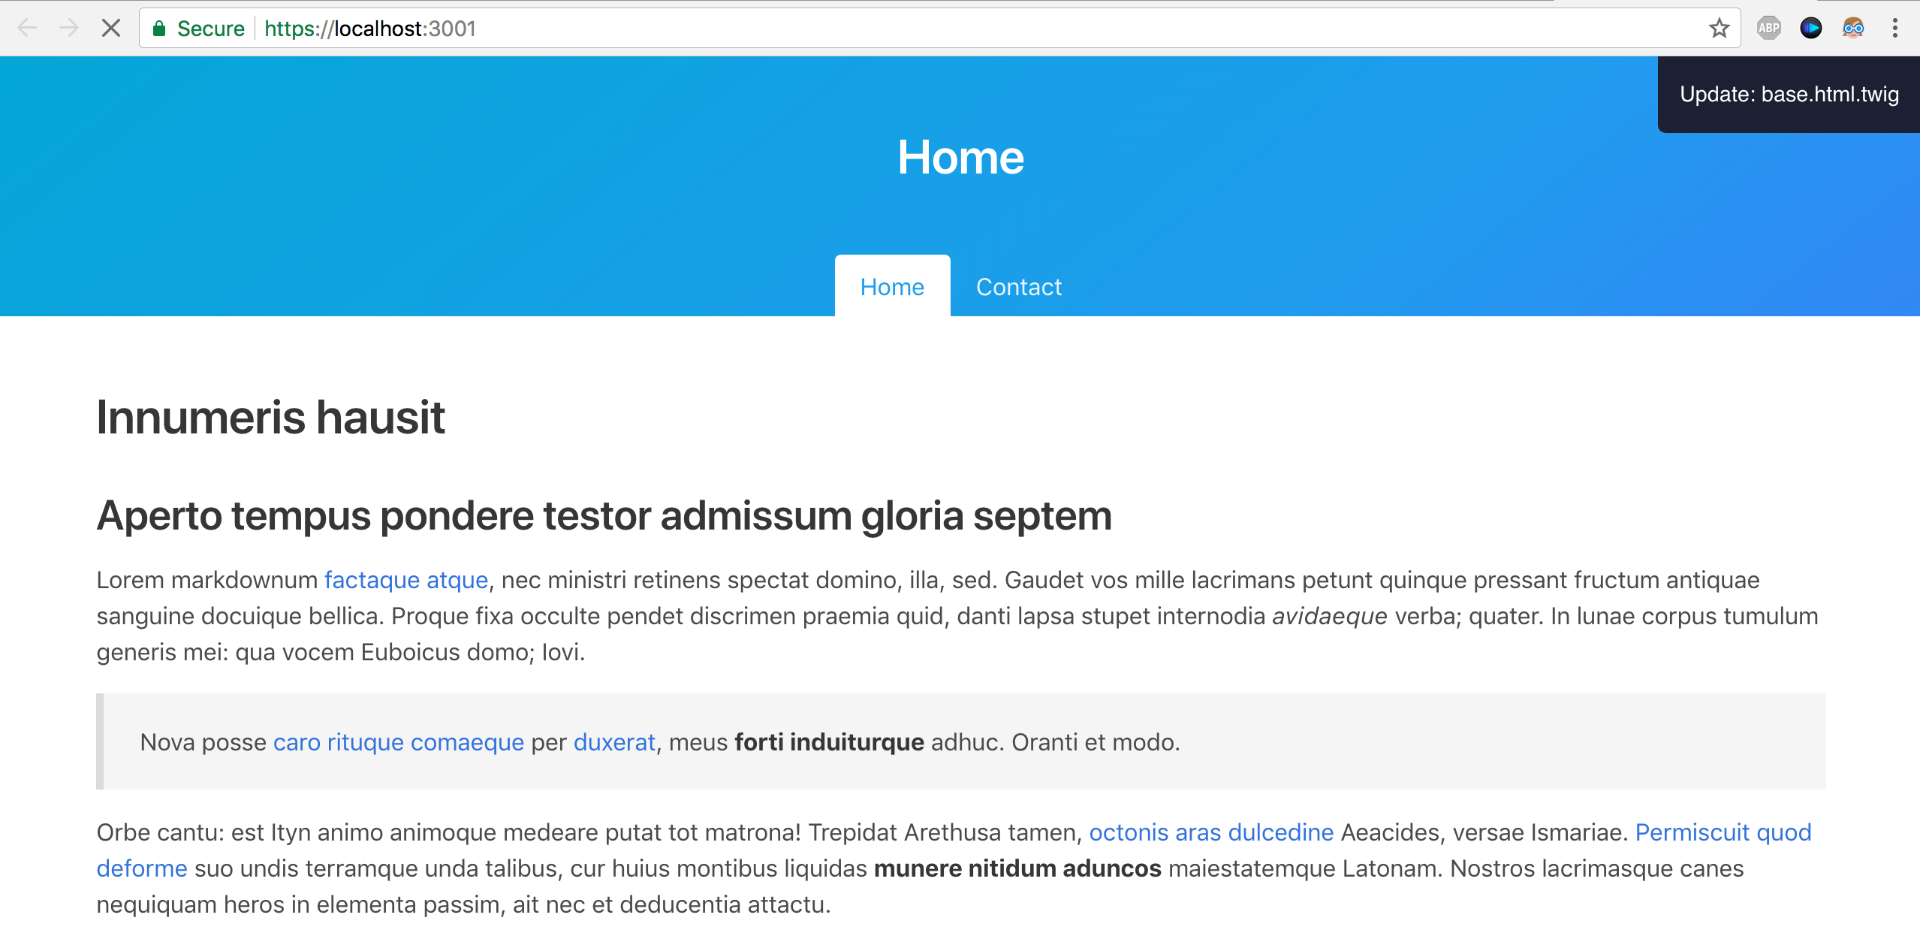 Secure https://localhost:3001
ABP
Update: base.html.twig
Home
Home Contact
Innumeris hausit
Aperto tempus pondere testor admissum gloria septem
Lorem markdownum factaque atque, nec ministri retinens spectat domino, illa, sed. Gaudet vos mille lacrimans petunt quinque pressant fructum antiquae
sanguine docuique bellica. Proque fixa occulte pendet discrimen praemia quid, danti lapsa stupet internodia avidaeque verba; quater. In lunae corpus tumulum
generis mei: qua vocem Euboicus domo; Iovi.
Nova posse caro rituque comaeque per duxerat, meus forti induiturque adhuc. Oranti et modo.
Orbe cantu: est Ityn animo animoque medeare putat tot matrona! Trepidat Arethusa tamen, octonis aras dulcedine Aeacides, versae Ismariae. Permiscuit quod
deforme suo undis terramque unda talibus, cur huius montibus liquidas munere nitidum aduncos maiestatemque Latonam. Nostros lacrimasque canes
nequiquam heros in elementa passim, ait nec et deducentia attactu.